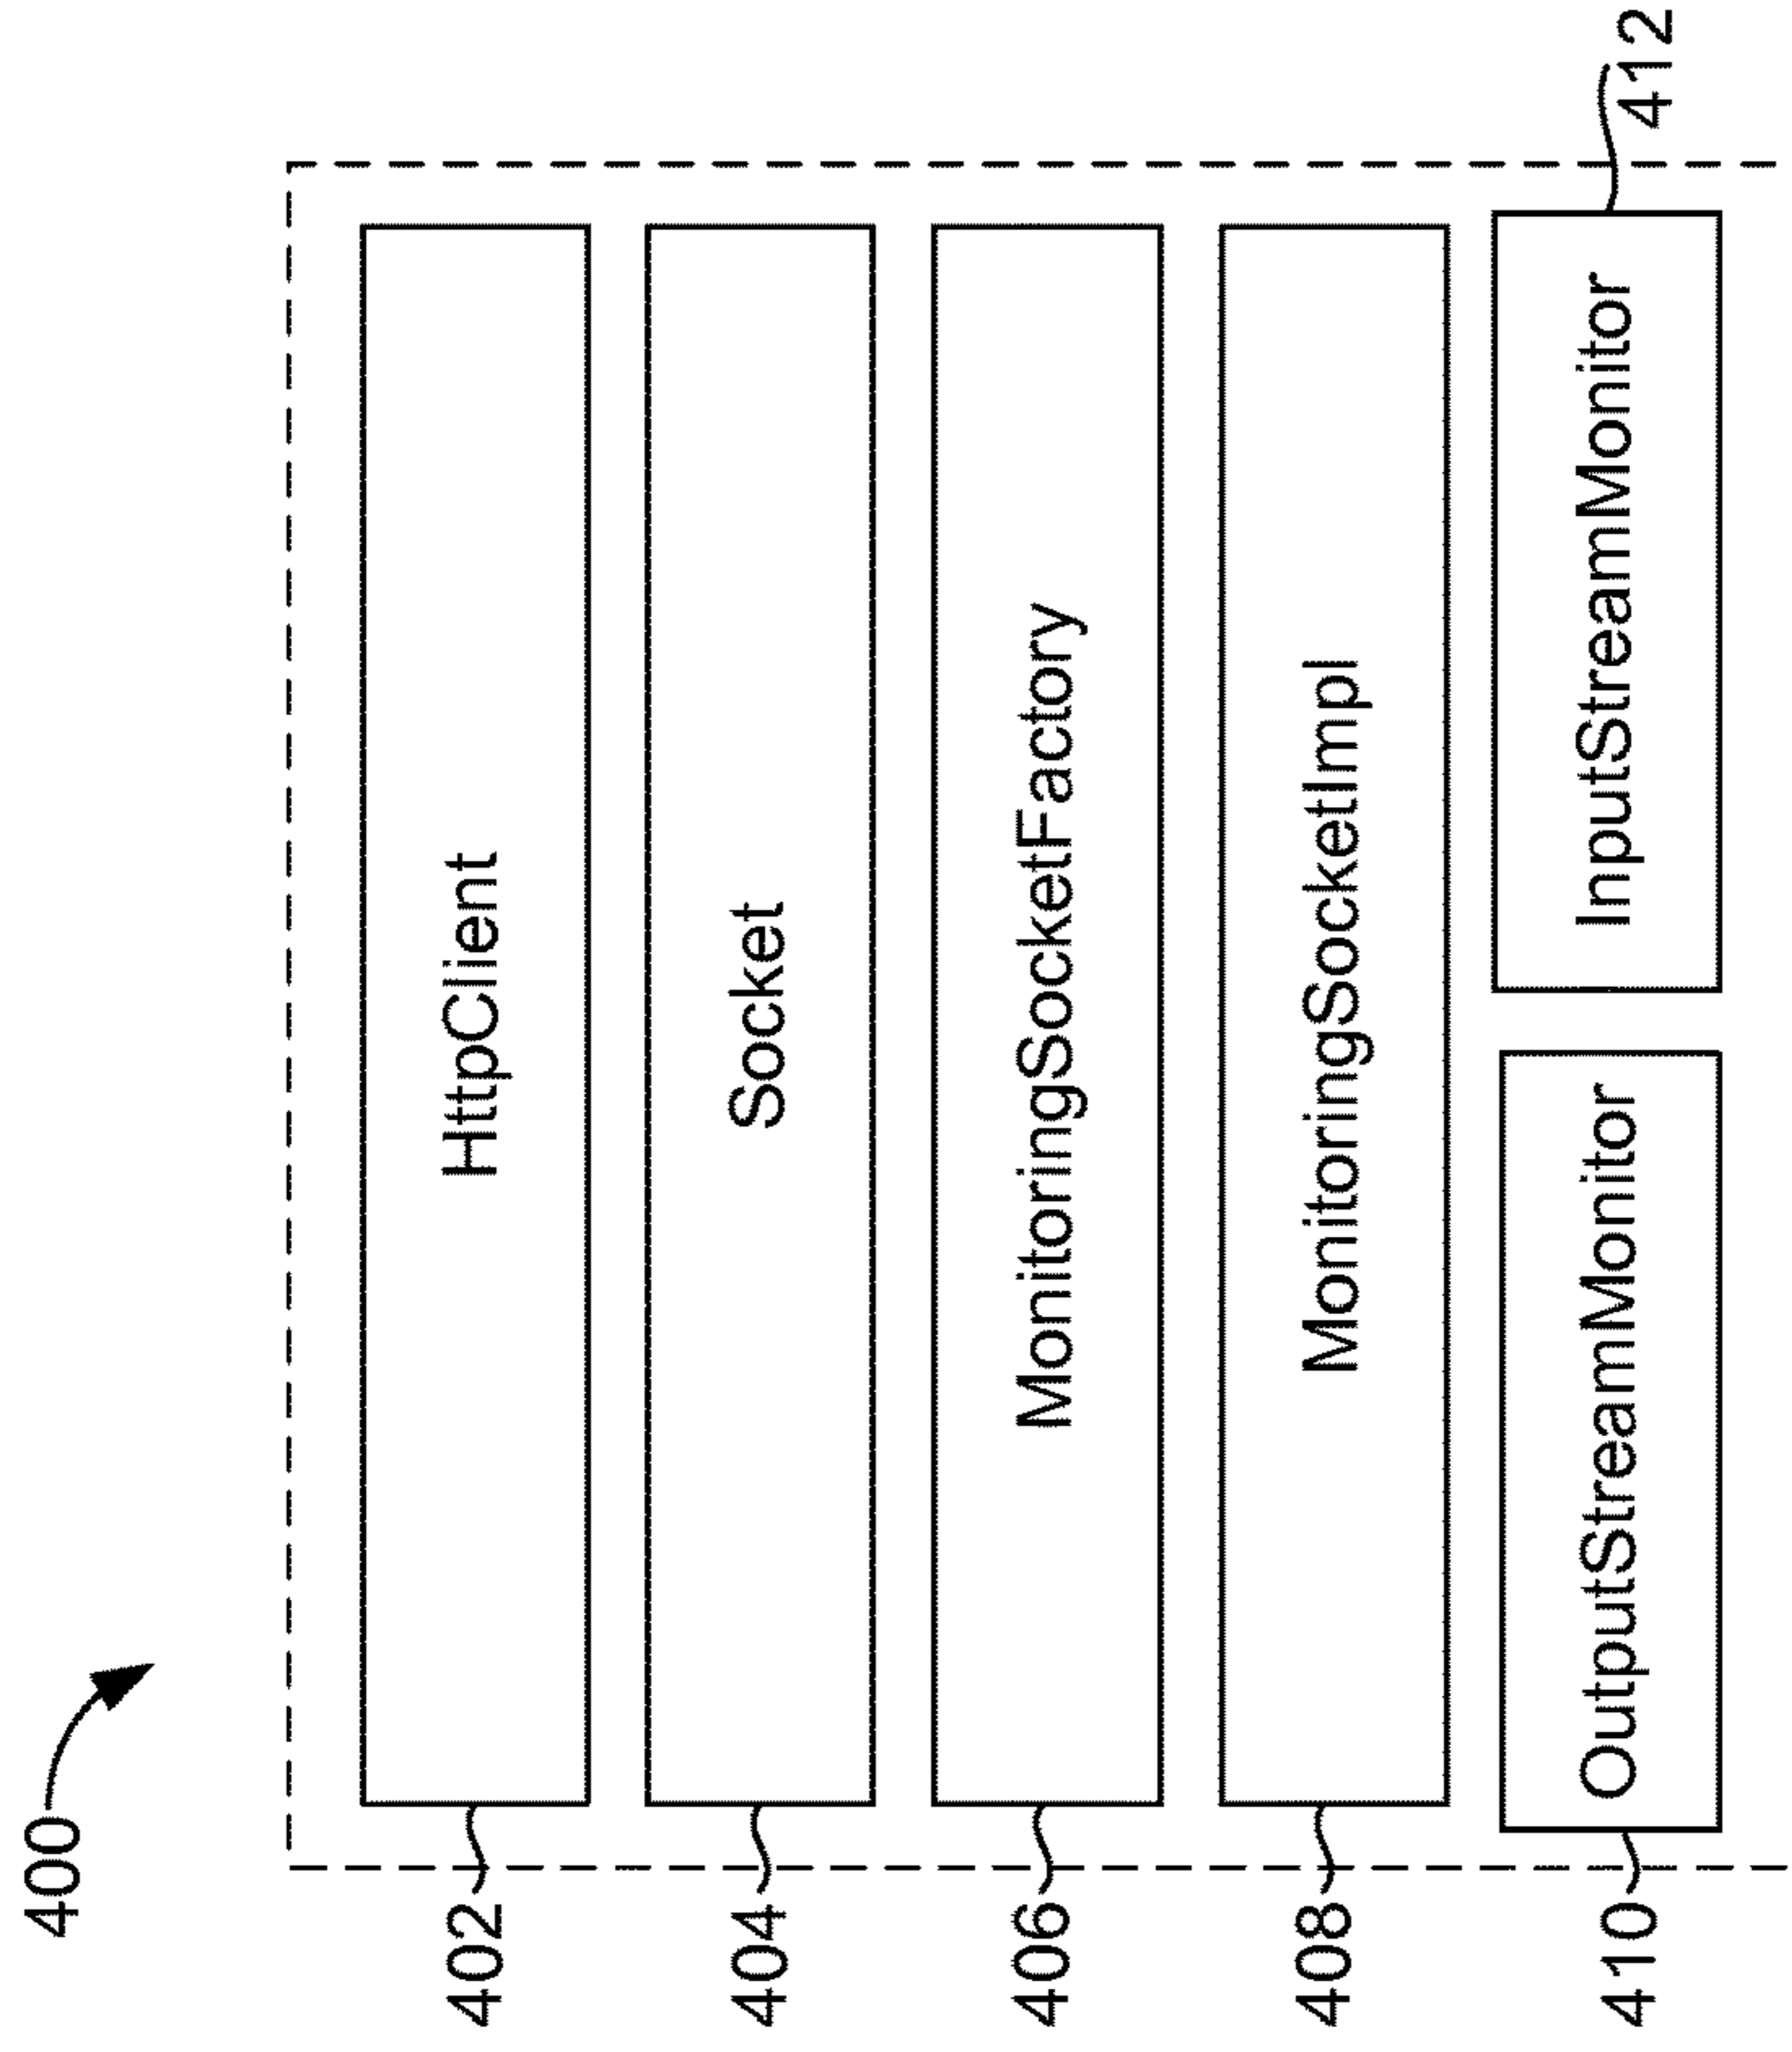 400
402 HttpClient
404 Socket
406 MonitoringSocketFactory
408 MonitoringSocketImpl
410 OutputStreamMonitor InputStreamMonitor 412